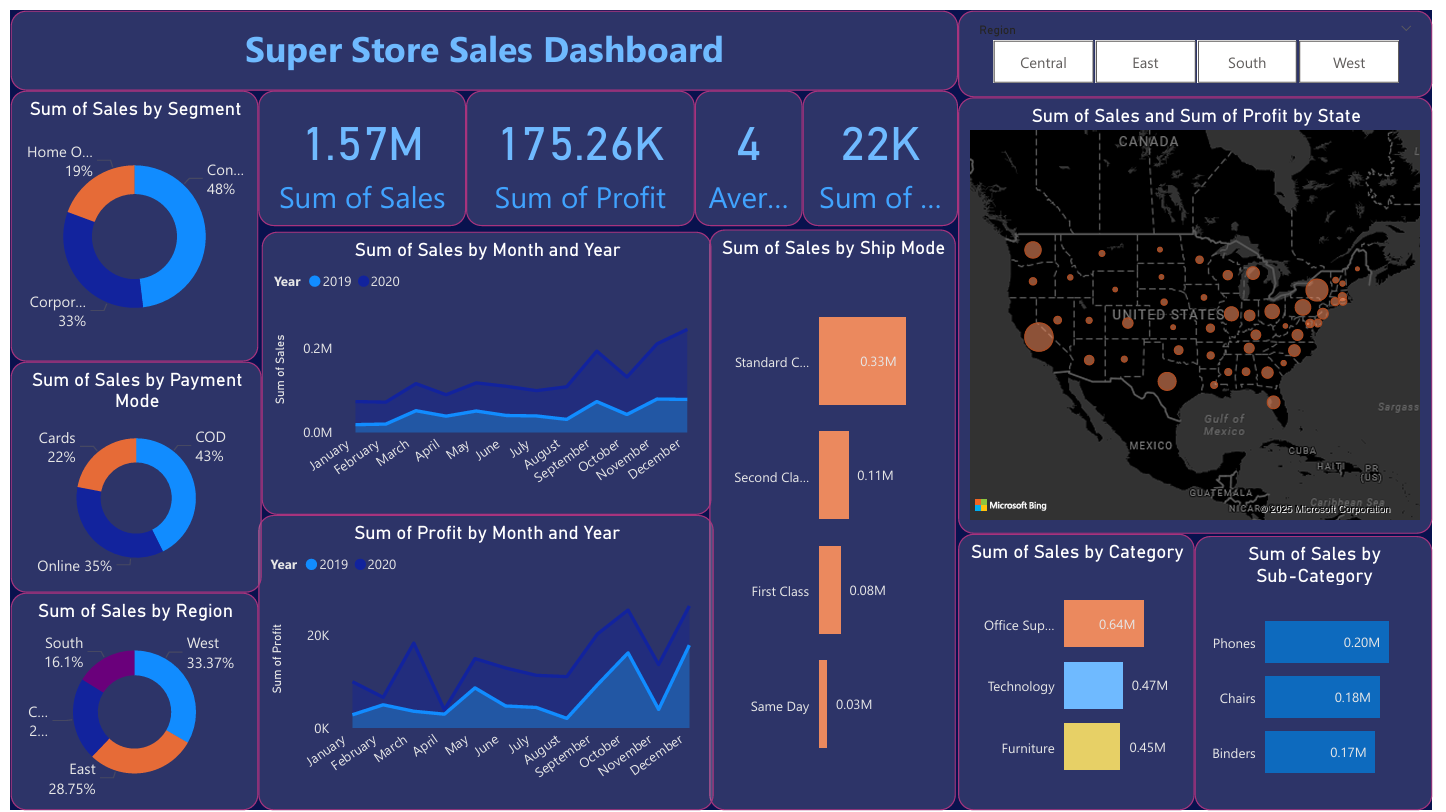 Super Store Sales Dashboard
Region
Central
East
South
West
Sum of Sales by Segment
Home O...
19%
Con...
48%
Corpor...
33%
1.57M
Sum of Sales
175.26K
Sum of Profit
4
Aver...
22K
Sum of ...
Sum of Sales by Payment
Mode
Cards
22%
COD
43%
Online 35%
Sum of Sales by Region
South
16.1%
West
33.37%
C...
2...
East
28.75%
Sum of Sales by Month and Year
Year 2019 2020
Sum of Sales
0.2M
0.0M
January
February
March
April
May
June
July
August
September
October
November
December
Sum of Profit by Month and Year
Year 2019 2020
Sum of Profit
20K
0K
January
February
March
April
May
June
July
August
September
October
November
December
Sum of Sales by Ship Mode
Standard C...
0.33M
Second Cla...
0.11M
First Class
0.08M
Same Day
0.03M
Sum of Sales and Sum of Profit by State
CANADA
UNITED STATES
Gulf of
Mexico
Sargass
MEXICO
CUBA
HAITI
PR
(US)
GUATEMALA
Caribbean Sea
NICAR
Microsoft Bing
© 2025 Microsoft Corporation
Sum of Sales by Category
Office Sup...
0.64M
Technology
0.47M
Furniture
0.45M
Sum of Sales by
Sub-Category
Phones
0.20M
Chairs
0.18M
Binders
0.17M